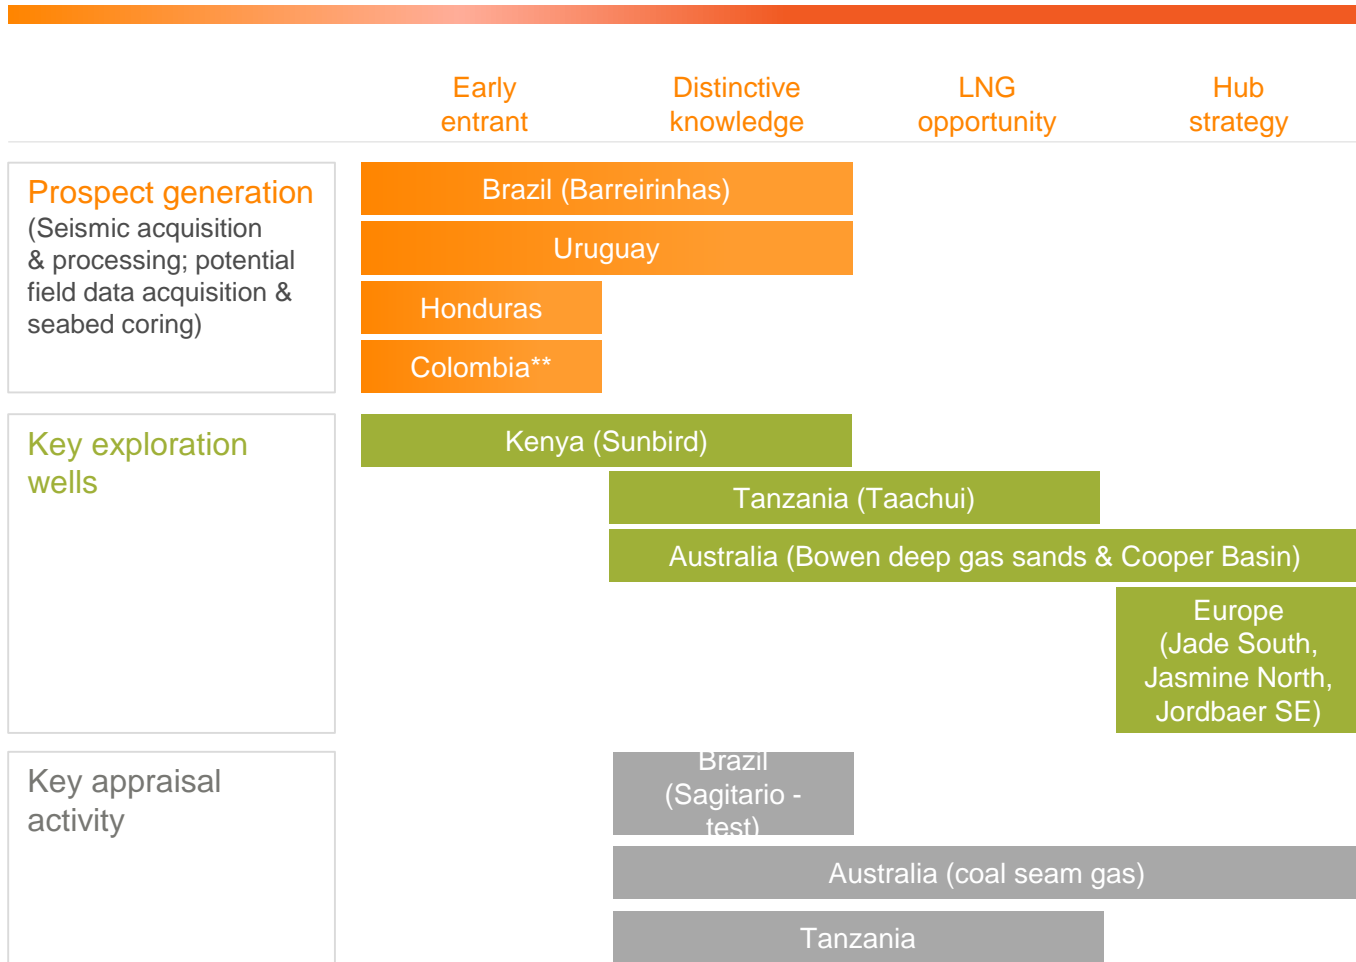 Early
entrant
Distinctive
knowledge
LNG
opportunity
Hub
strategy
Prospect generation
(Seismic acquisition
& processing; potential
field data acquisition &
seabed coring)
Brazil (Barreirinhas)
Uruguay
Honduras
Colombia**
Key exploration
wells
Kenya (Sunbird)
Tanzania (Taachui)
Australia (Bowen deep gas sands & Cooper Basin)
Europe
(Jade South,
Jasmine North,
Jordbaer SE)
Key appraisal
activity
Brazil
(Sagitario -
test)
Australia (coal seam gas)
Tanzania